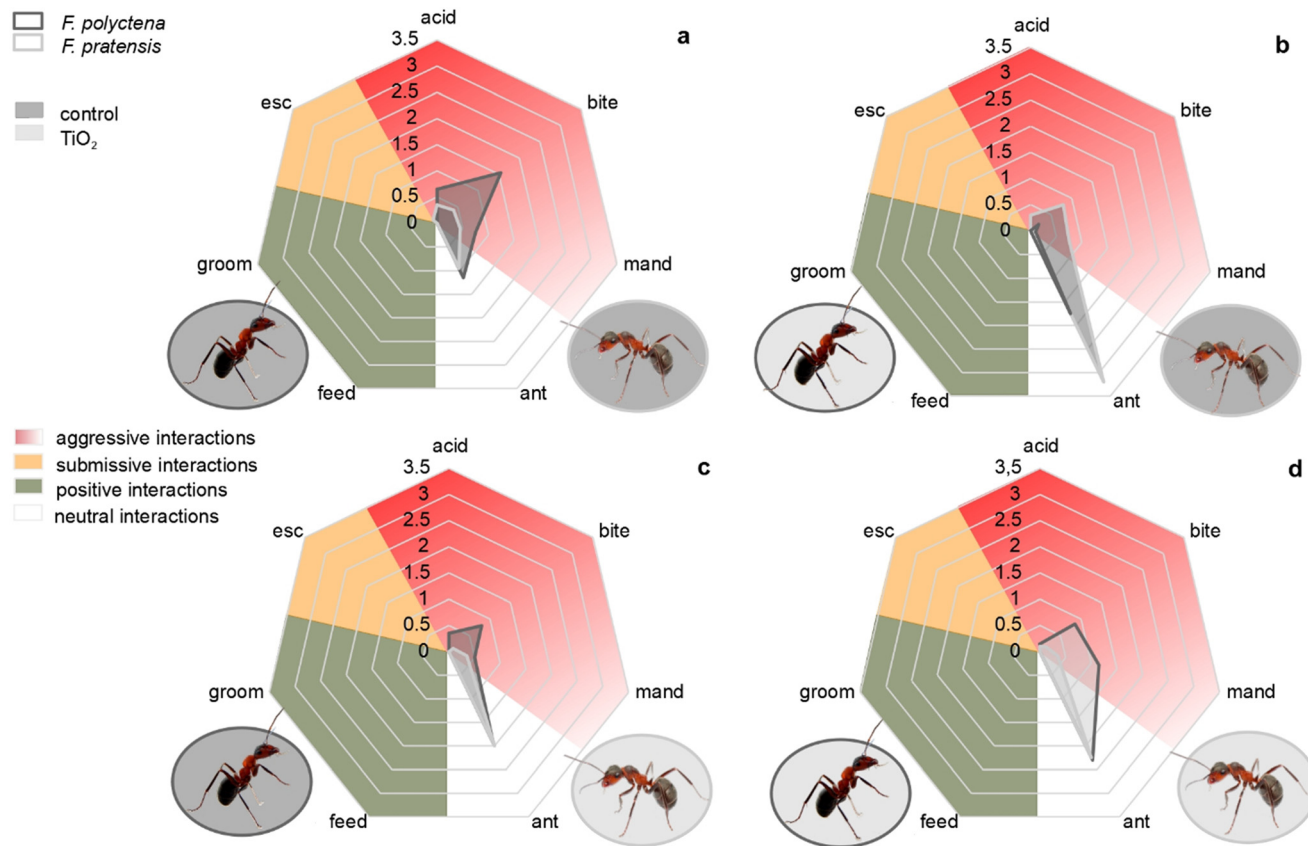 F. polyctena
F. pratensis
control
TiO₂
acid
a
3.5
3
2.5
2
1.5
1
0.5
0
esc
bite
groom
mand
feed
ant
acid
b
3.5
3
2.5
2
1.5
1
0.5
0
esc
bite
groom
mand
feed
ant
aggressive interactions
submissive interactions
positive interactions
neutral interactions
acid
c
3.5
3
2.5
2
1.5
1
0.5
0
esc
bite
groom
mand
feed
ant
acid
d
3,5
3
2.5
2
1.5
1
0.5
0
esc
bite
groom
mand
feed
ant